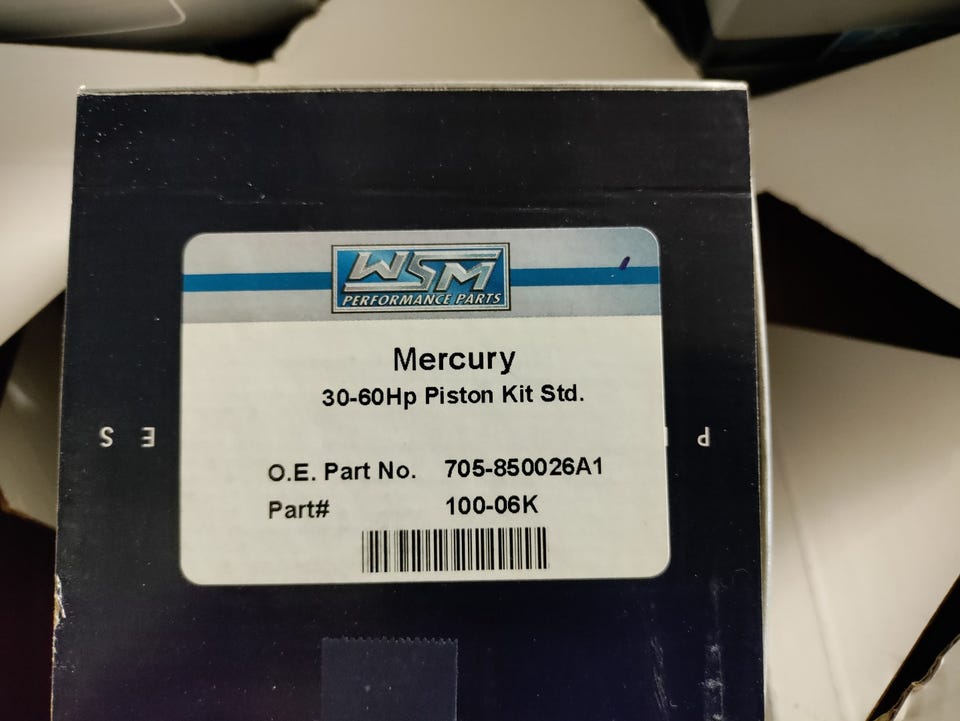 WSM
PERFORMANCE PARTS
Mercury
30-60Hp Piston Kit Std.
O.E. Part No. 705-850026A1
Part# 100-06K